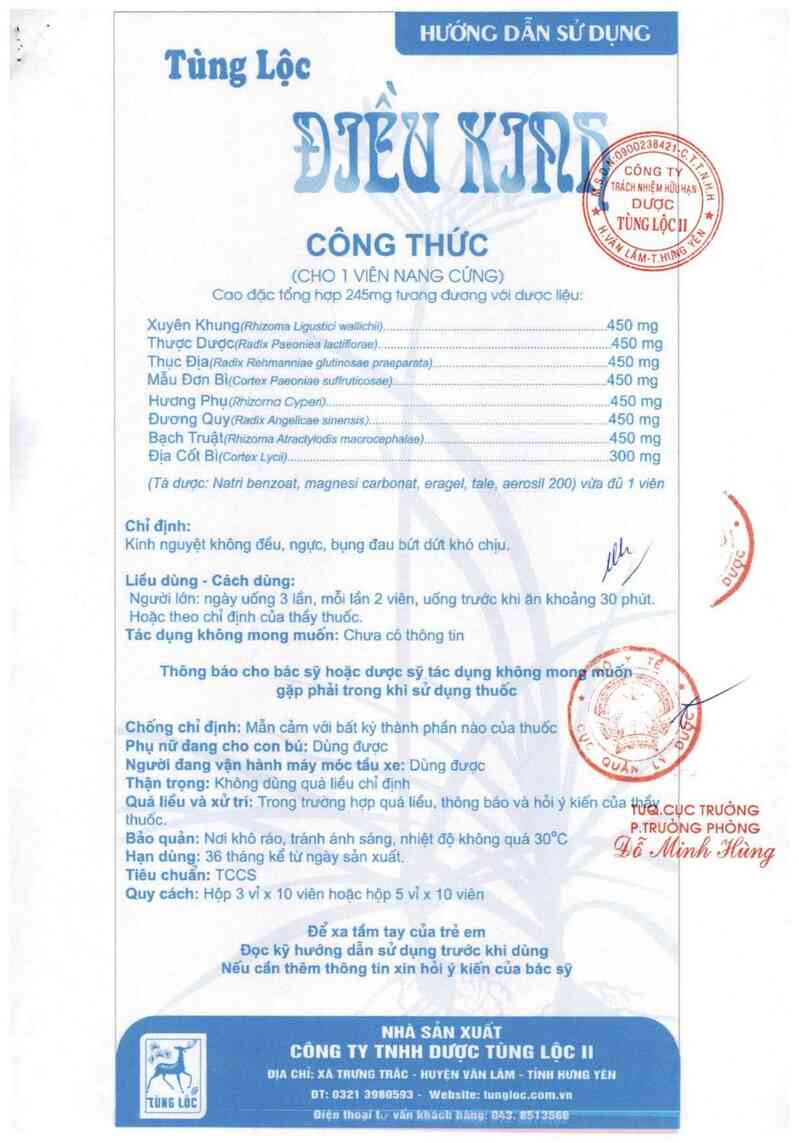 HƯỚNG DẪN SỬ DỤNG
Tùng Lộc
ĐIỀU KINH
M.S.D.N:0900238421-C.T.T.N.H.H
CÔNG TY
TRÁCH NHIỆM HỮU HẠN
DƯỢC
TÙNG LỘC II
H.VĂN LÂM-T.HƯNG YÊN
CÔNG THỨC
(CHO 1 VIÊN NANG CỨNG)
Cao đặc tổng hợp 245mg tương đương với dược liệu:
Xuyên Khung(Rhizoma Ligustici wallichii)...450 mg
Thược Dược(Radix Paeoniea lactiflorae)...450 mg
Thục Địa(Radix Rehmanniae glutinosae praeparata)...450 mg
Mẫu Đơn Bì(Cortex Paeoniae suffruticosae)...450 mg
Hương Phụ(Rhizoma Cyperi)...450 mg
Đương Quy(Radix Angelicae sinensis)...450 mg
Bạch Truật(Rhizoma Atractylodis macrocephalae)...450 mg
Địa Cốt Bì(Cortex Lycii)...300 mg
(Tá dược: Natri benzoat, magnesi carbonat, eragel, tale, aerosil 200) vừa đủ 1 viên
Chỉ định:
Kinh nguyệt không đều, ngực, bụng đau bứt dứt khó chịu.
Liều dùng - Cách dùng:
Người lớn: ngày uống 3 lần, mỗi lần 2 viên, uống trước khi ăn khoảng 30 phút.
Hoặc theo chỉ định của thầy thuốc.
Tác dụng không mong muốn: Chưa có thông tin
DƯỢC
Thông báo cho bác sỹ hoặc dược sỹ tác dụng không mong muốn
gặp phải trong khi sử dụng thuốc
BỘ Y TẾ
CỤC QUẢN LÝ DƯỢC
Chống chỉ định: Mẫn cảm với bất kỳ thành phần nào của thuốc
Phụ nữ đang cho con bú: Dùng được
Người đang vận hành máy móc tầu xe: Dùng được
Thận trọng: Không dùng quá liều chỉ định
Quá liều và xử trí: Trong trường hợp quá liều, thông báo và hỏi ý kiến của thầy
thuốc.
TUQ.CỤC TRƯỞNG
P.TRƯỞNG PHÒNG
Đỗ Minh Hùng
Bảo quản: Nơi khô ráo, tránh ánh sáng, nhiệt độ không quá 30°C
Hạn dùng: 36 tháng kể từ ngày sản xuất.
Tiêu chuẩn: TCCS
Quy cách: Hộp 3 vỉ x 10 viên hoặc hộp 5 vỉ x 10 viên
Để xa tầm tay của trẻ em
Đọc kỹ hướng dẫn sử dụng trước khi dùng
Nếu cần thêm thông tin xin hỏi ý kiến của bác sỹ
NHÀ SẢN XUẤT
CÔNG TY TNHH DƯỢC TÙNG LỘC II
ĐỊA CHỈ: XÃ TRƯNG TRẮC - HUYỆN VĂN LÂM - TỈNH HƯNG YÊN
ĐT: 0321 3980593 - Website: tungloc.com.vn
Điện thoại tư vấn khách hàng: 043. 8513568
TÙNG LỘC